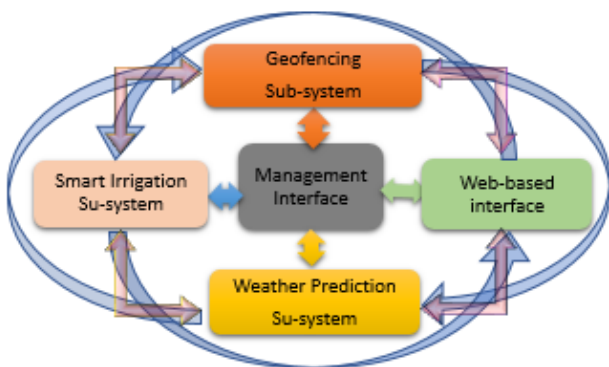 Geofencing
Sub-system
Smart Irrigation
Su-system
Management
Interface
Web-based
interface
Weather Prediction
Su-system